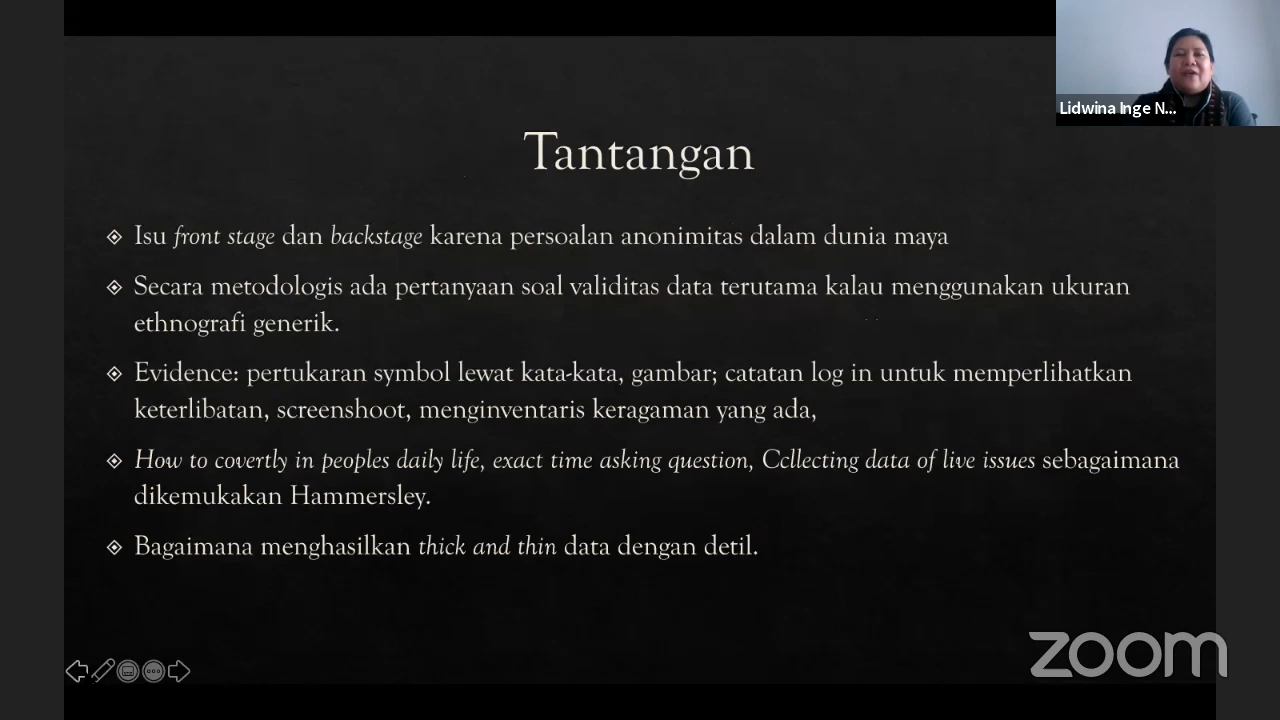 Lidwina Inge N...
Tantangan
Isu front stage dan backstage karena persoalan anonimitas dalam dunia maya
Secara metodologis ada pertanyaan soal validitas data terutama kalau menggunakan ukuran
ethnografi generik.
Evidence: pertukaran symbol lewat kata-kata, gambar; catatan log in untuk memperlihatkan
keterlibatan, screenshoot, menginventaris keragaman yang ada,
How to covertly in peoples daily life, exact time asking question, Ccllecting data of live issues sebagaimana
dikemukakan Hammersley.
Bagaimana menghasilkan thick and thin data dengan detil.
zoom